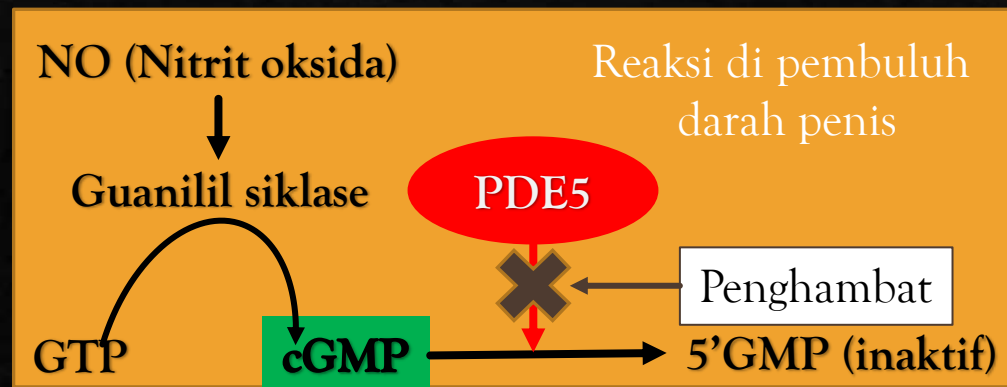 NO (Nitrit oksida)
Reaksi di pembuluh
darah penis
Guanilil siklase
PDE5
Penghambat
GTP
cGMP
5'GMP (inaktif)